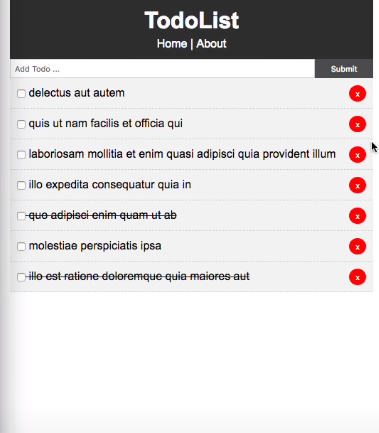 TodoList
Home | About
Add Todo ... Submit
delectus aut autem x
quis ut nam facilis et officia qui x
laboriosam mollitia et enim quasi adipisci quia provident illum x
illo expedita consequatur quia in x
quo adipisci enim quam ut ab x
molestiae perspiciatis ipsa x
illo est ratione doloremque quia maiores aut x